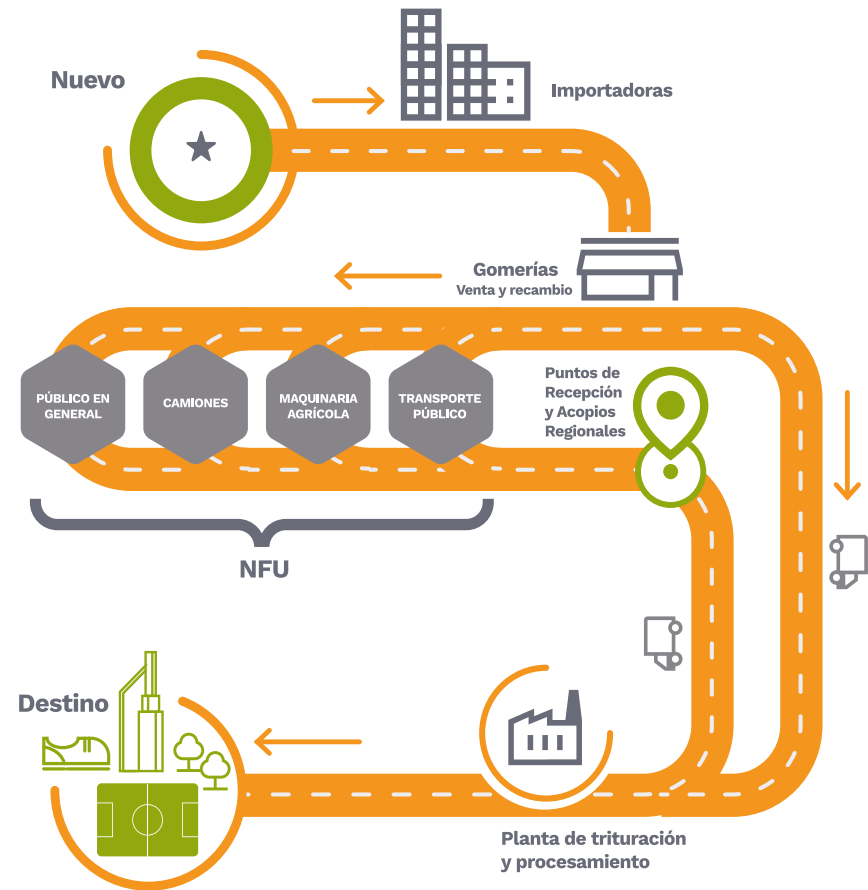 Nuevo
Importadoras
Gomerías
Venta y recambio
PÚBLICO EN
GENERAL
CAMIONES
MAQUINARIA
AGRÍCOLA
TRANSPORTE
PÚBLICO
Puntos de
Recepción
y Acopios
Regionales
NFU
Destino
Planta de trituración
y procesamiento